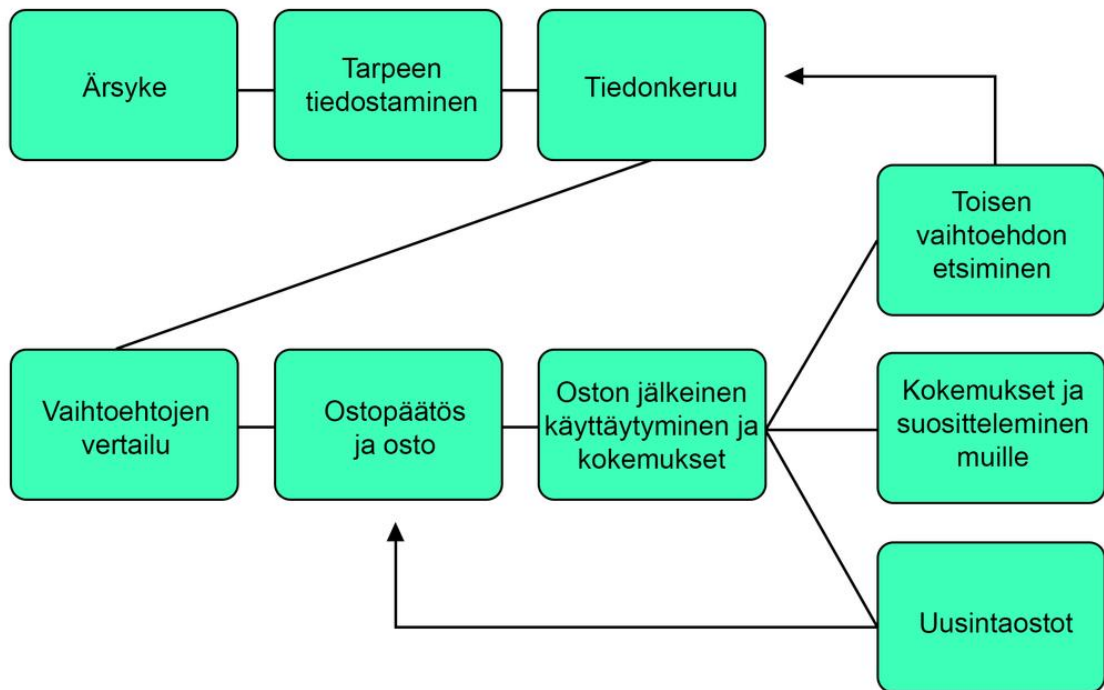 Ärsyke
Tarpeen
tiedostaminen
Tiedonkeruu
Toisen
vaihtoehdon
etsiminen
Vaihtoehtojen
vertailu
Ostopäätös
ja osto
Oston jälkeinen
käyttäytyminen ja
kokemukset
Kokemukset ja
suositteleminen
muille
Uusintaostot